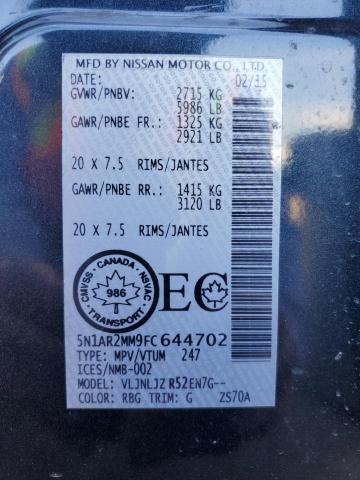 MFD BY NISSAN MOTOR CO., LTD.
DATE: 02/15
GVWR/PNBV: 2715 KG
5986 LB
GAWR/PNBE FR.: 1325 KG
2921 LB
20 X 7.5 RIMS/JANTES
GAWR/PNBE RR.: 1415 KG
3120 LB
20 X 7.5 RIMS/JANTES
CANADA
CMVSS NSVAC
986
TRANSPORT
EC
5N1AR2MM9FC644702
TYPE: MPV/VTUM 247
ICES/NMB-002
MODEL: VLJNLJZ R52EN7G--
COLOR: RBG TRIM: G ZS70A